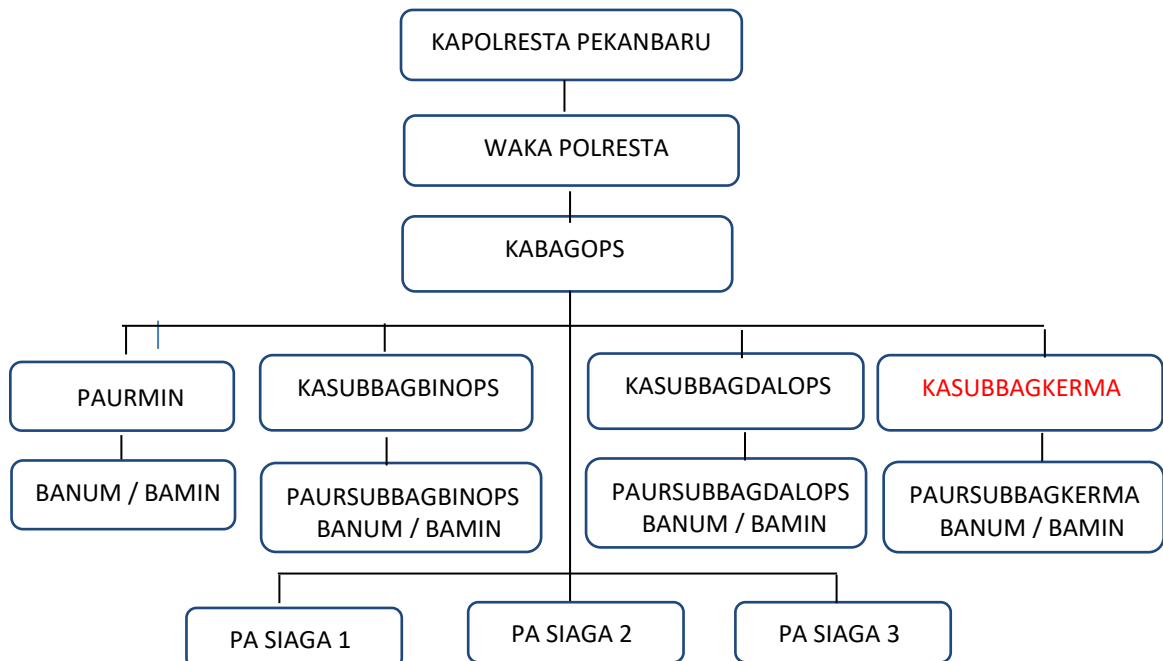 KAPOLRESTA PEKANBARU
WAKA POLRESTA
KABAGOPS
PAURMIN
KASUBBAGBINOPS
KASUBBAGDALOPS
KASUBBAGKERMA
BANUM / BAMIN
PAURSUBBAGBINOPS
BANUM / BAMIN
PAURSUBBAGDALOPS
BANUM / BAMIN
PAURSUBBAGKERMA
BANUM / BAMIN
PA SIAGA 1
PA SIAGA 2
PA SIAGA 3